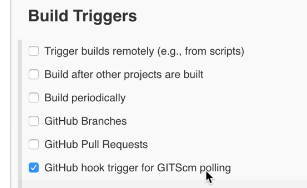 Build Triggers
Trigger builds remotely (e.g., from scripts)
Build after other projects are built
Build periodically
GitHub Branches
GitHub Pull Requests
GitHub hook trigger for GITScm polling